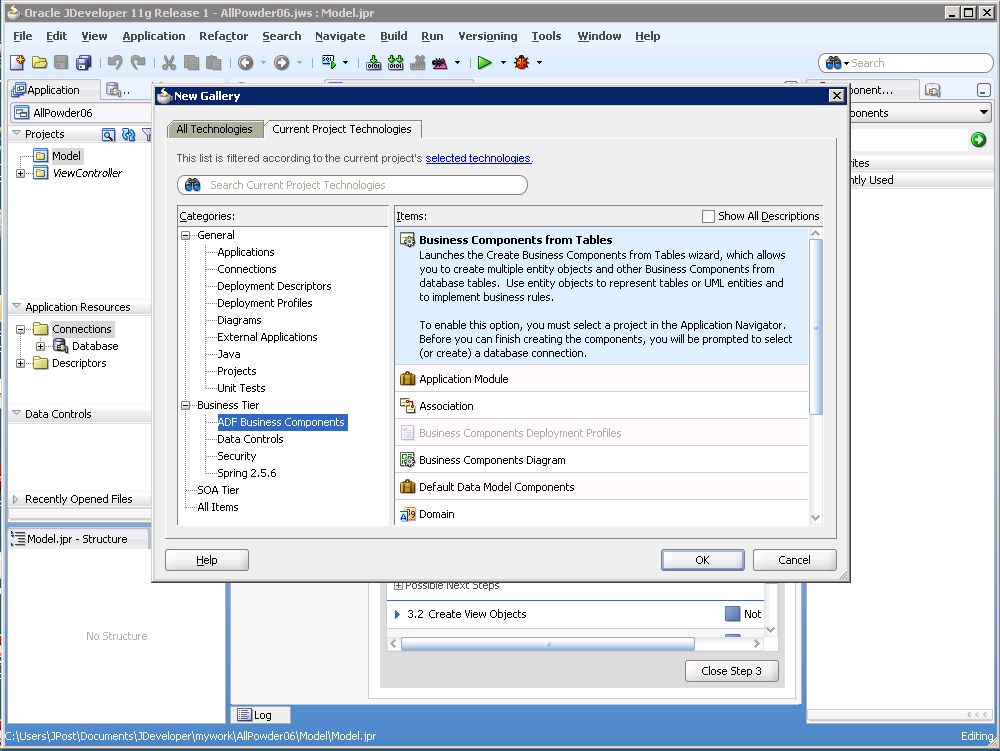 Oracle JDeveloper 11g Release 1 - AllPowder06.jws : Model.jpr
File Edit View Application Refactor Search Navigate Build Run Versioning Tools Window Help
Search
Application
AllPowder06
Projects
Model
ViewController
Application Resources
Connections
Database
Descriptors
Data Controls
Recently Opened Files
Model.jpr - Structure
No Structure
New Gallery
All Technologies Current Project Technologies
This list is filtered according to the current project's selected technologies.
Search Current Project Technologies
Categories:
General
Applications
Connections
Deployment Descriptors
Deployment Profiles
Diagrams
External Applications
Java
Projects
Unit Tests
Business Tier
ADF Business Components
Data Controls
Security
Spring 2.5.6
SOA Tier
All Items
Items: Show All Descriptions
Business Components from Tables
Launches the Create Business Components from Tables wizard, which allows
you to create multiple entity objects and other Business Components from
database tables.  Use entity objects to represent tables or UML entities and
to implement business rules.
To enable this option, you must select a project in the Application Navigator.
Before you can finish creating the components, you will be prompted to select
(or create) a database connection.
Application Module
Association
Business Components Deployment Profiles
Business Components Diagram
Default Data Model Components
Domain
Help OK Cancel
onent...
onents
rites
ntly Used
Possible Next Steps
3.2 Create View Objects Not
Close Step 3
Log
C:\Users\JPost\Documents\JDeveloper\mywork\AllPowder06\Model\Model.jpr Editing